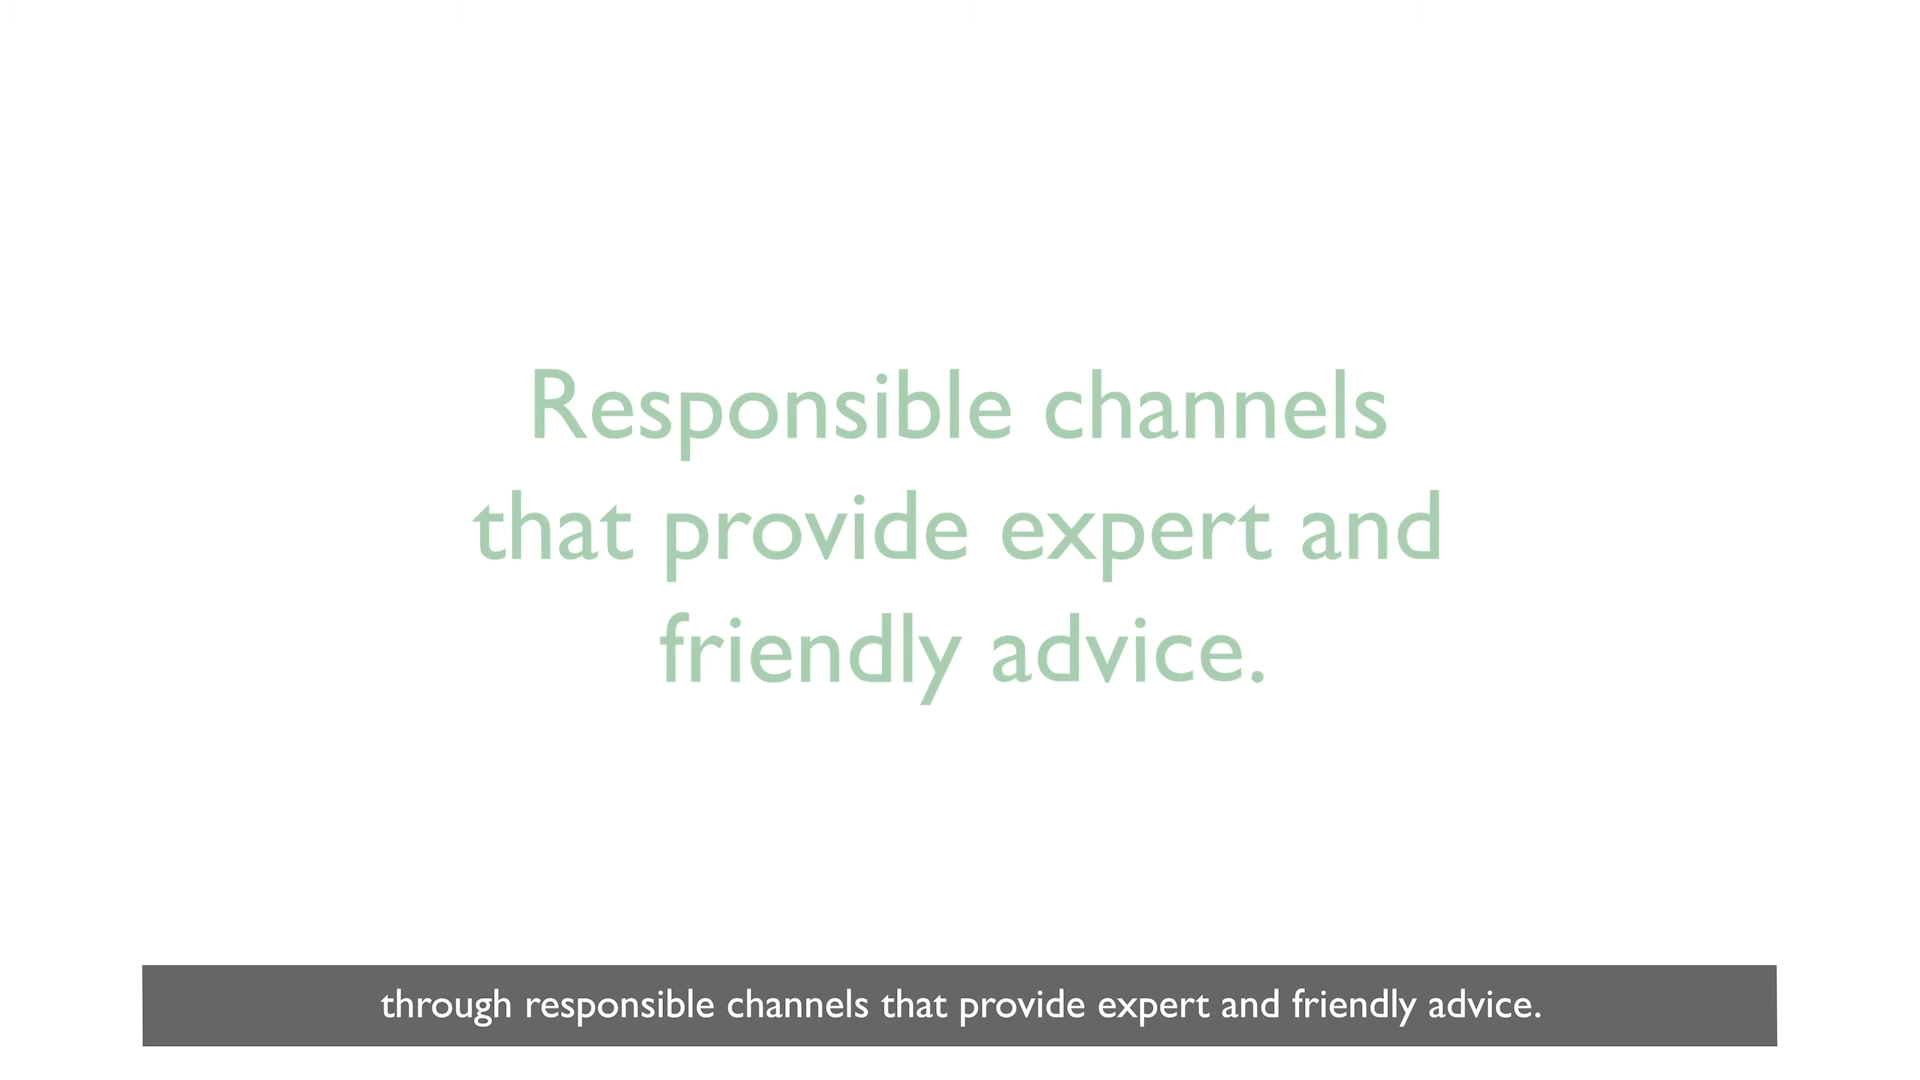 Responsible channels
that provide expert and
friendly advice.
through responsible channels that provide expert and friendly advice.